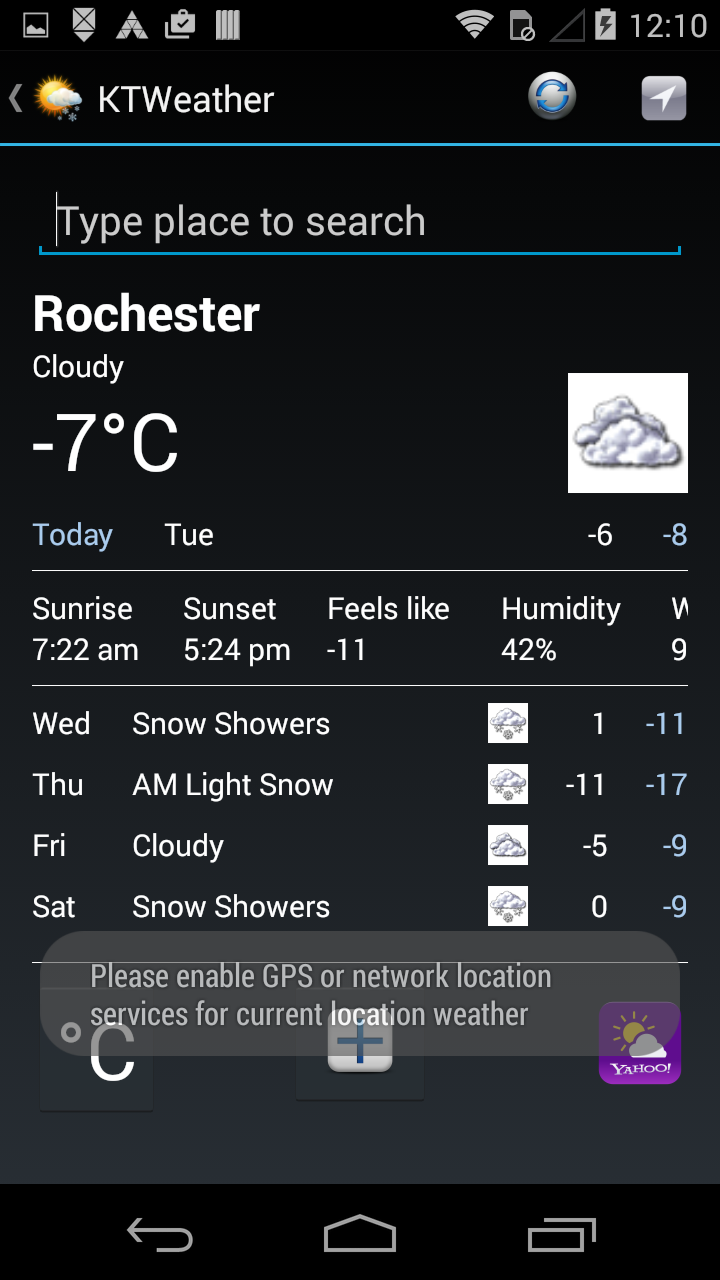 12:10
KTWeather
Type place to search
Rochester
Cloudy
-7°C
Today Tue -6 -8
Sunrise Sunset Feels like Humidity
7:22 am 5:24 pm -11 42% 9
Wed Snow Showers 1 -11
Thu AM Light Snow -11 -17
Fri Cloudy -5 -9
Sat Snow Showers 0 -9
Please enable GPS or network location
services for current location weather
°C
YAHOO!